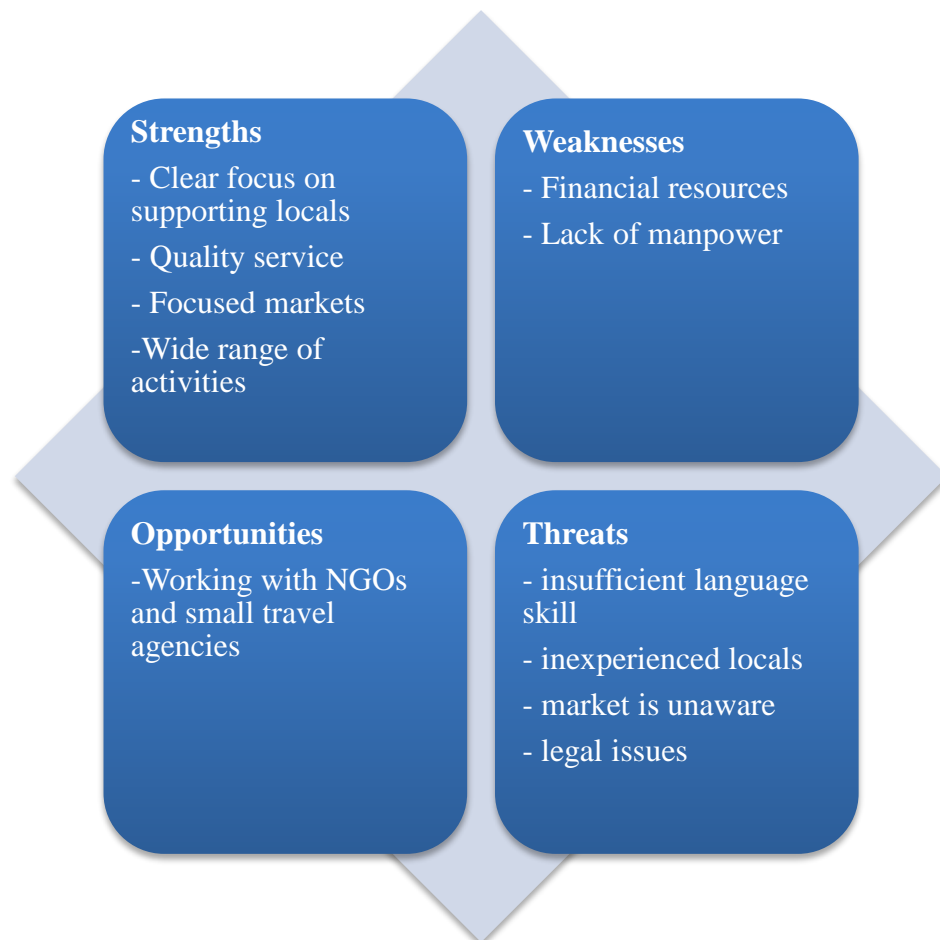 Strengths
- Clear focus on
supporting locals
- Quality service
- Focused markets
-Wide range of
activities
Weaknesses
- Financial resources
- Lack of manpower
Opportunities
-Working with NGOs
and small travel
agencies
Threats
- insufficient language
skill
- inexperienced locals
- market is unaware
- legal issues